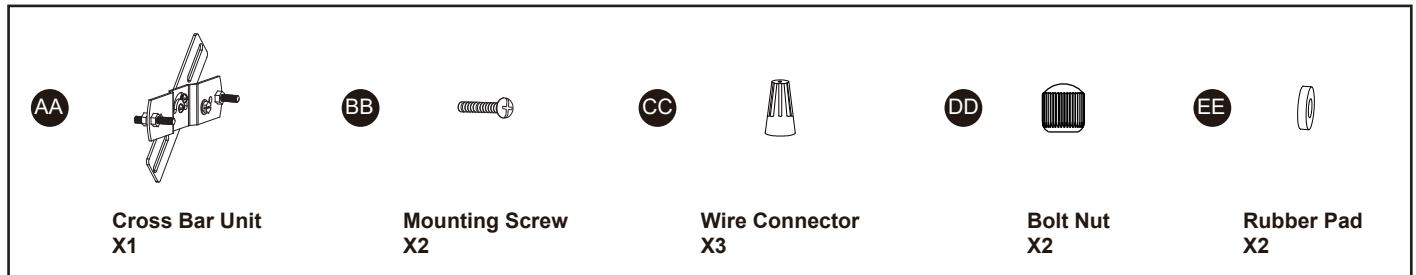 AA
BB
CC
DD
EE
Cross Bar Unit
X1
Mounting Screw
X2
Wire Connector
X3
Bolt Nut
X2
Rubber Pad
X2